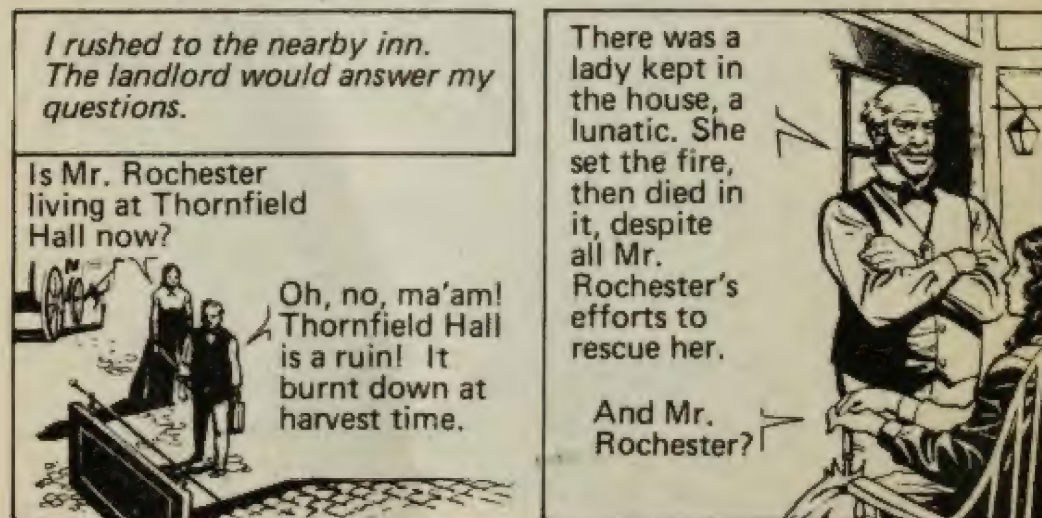 I rushed to the nearby inn.
The landlord would answer my
questions.
Is Mr. Rochester
living at Thornfield
Hall now?
Oh, no, ma'am!
Thornfield Hall
is a ruin! It
burnt down at
harvest time.
There was a
lady kept in
the house, a
lunatic. She
set the fire,
then died in
it, despite
all Mr.
Rochester's
efforts to
rescue her.
And Mr.
Rochester?